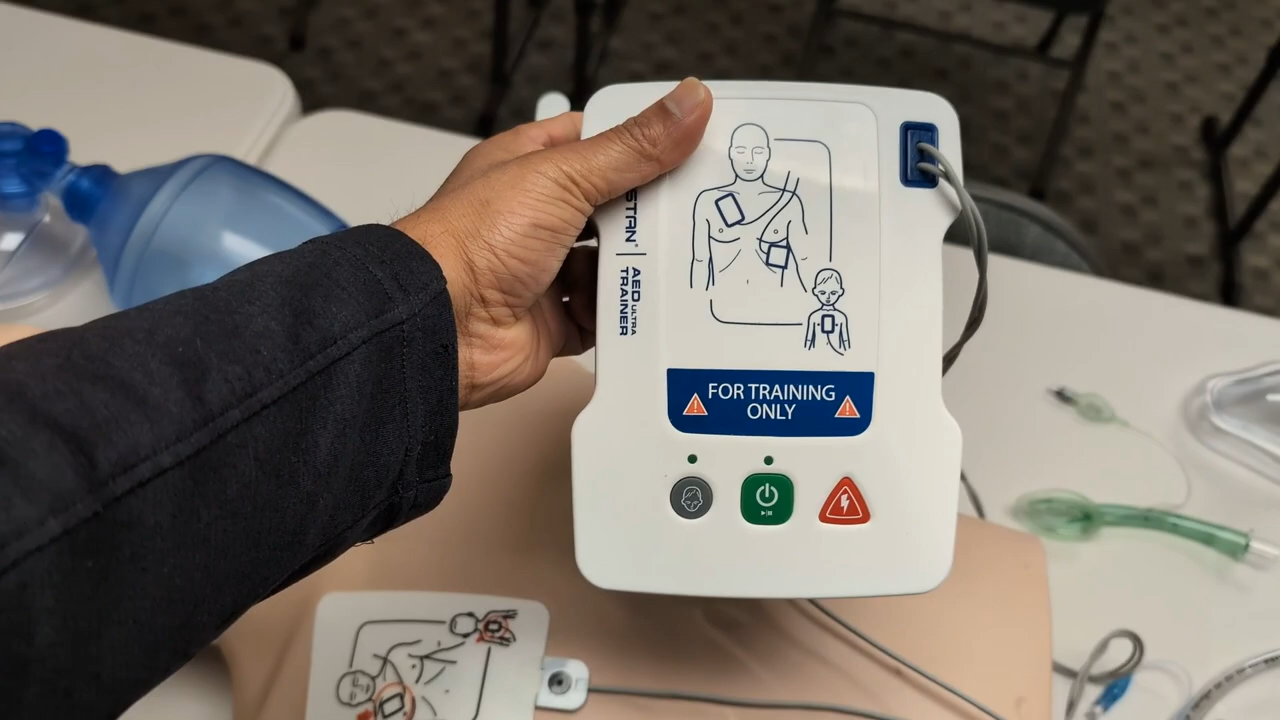 STAN®
AED ULTRA
TRAINER
FOR TRAINING
ONLY